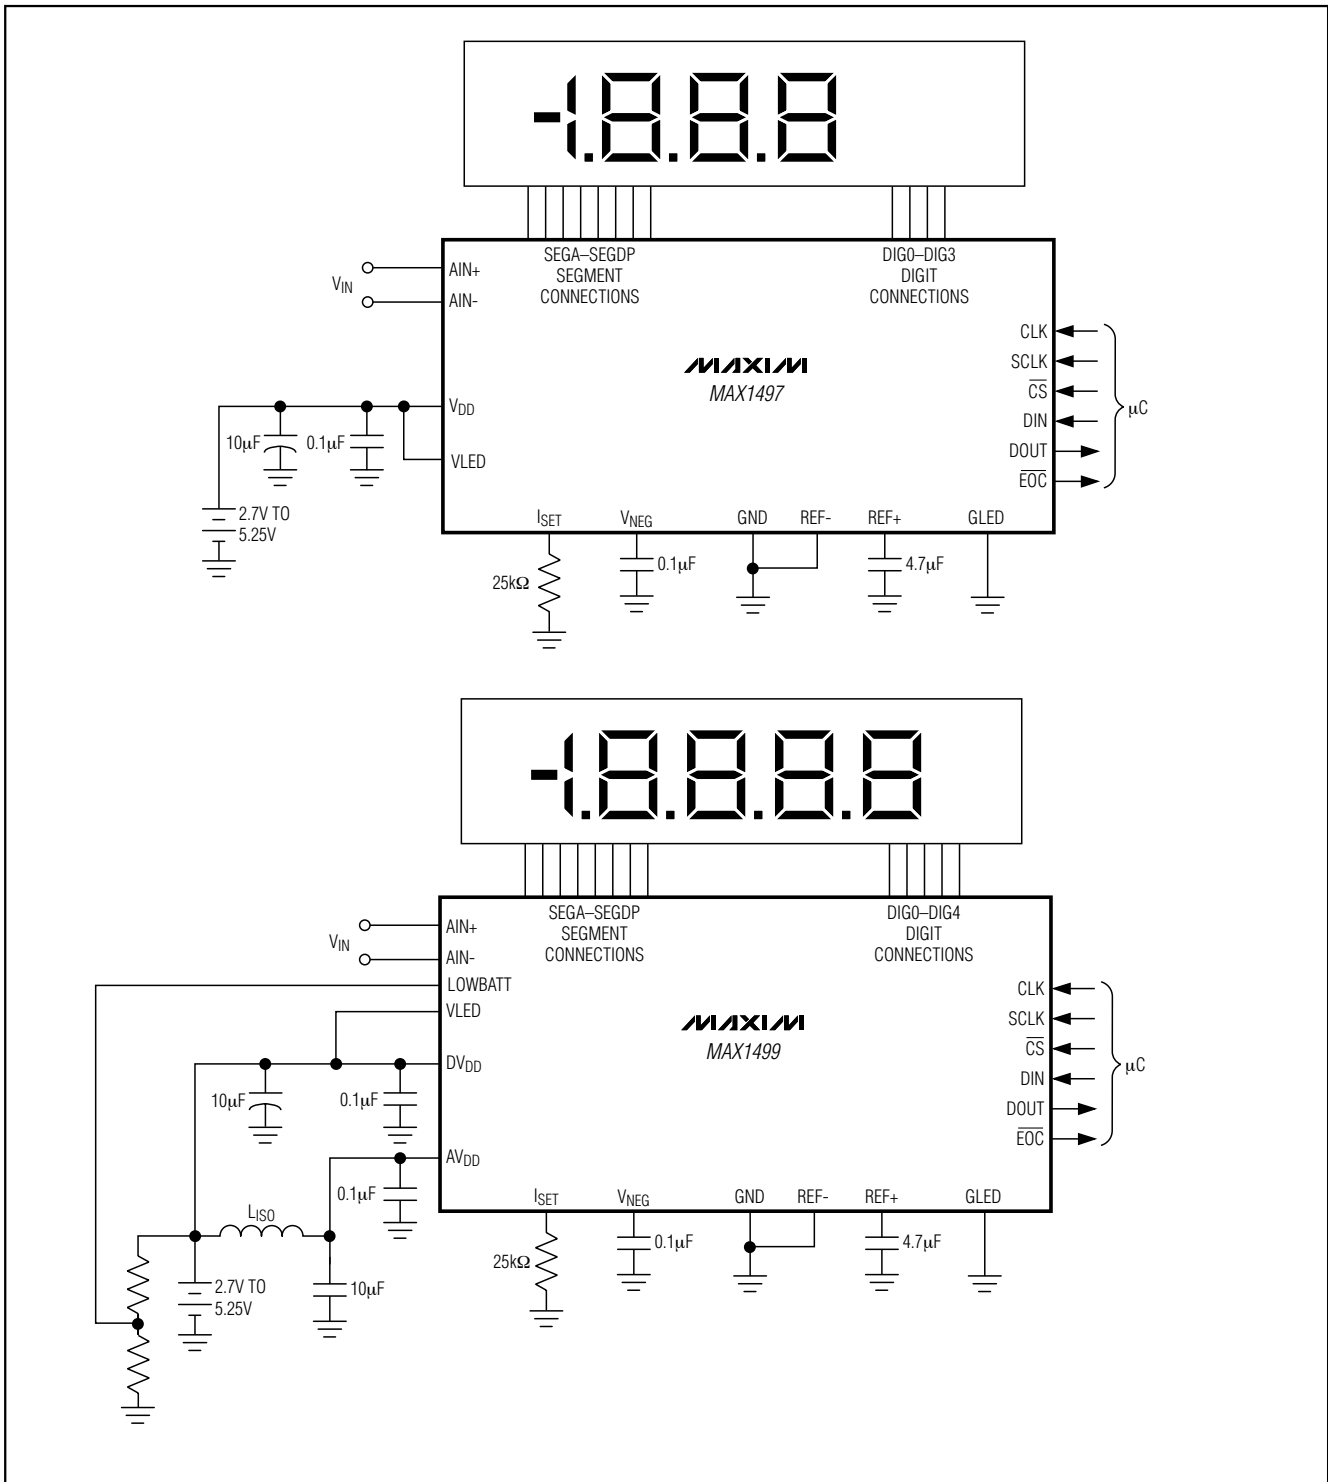 -1.8.8.8
SEGA–SEGDP
SEGMENT
CONNECTIONS
DIG0–DIG3
DIGIT
CONNECTIONS
VIN
AIN+
AIN-
VDD
VLED
10µF
0.1µF
2.7V TO
5.25V
MAXIM
MAX1497
CLK
SCLK
CS
DIN
DOUT
EOC
µC
ISET
VNEG
GND
REF-
REF+
GLED
25kΩ
0.1µF
4.7µF
-1.8.8.8.8
SEGA–SEGDP
SEGMENT
CONNECTIONS
DIG0–DIG4
DIGIT
CONNECTIONS
VIN
AIN+
AIN-
LOWBATT
VLED
DVDD
10µF
0.1µF
AVDD
0.1µF
LISO
2.7V TO
5.25V
10µF
MAXIM
MAX1499
CLK
SCLK
CS
DIN
DOUT
EOC
µC
ISET
VNEG
GND
REF-
REF+
GLED
25kΩ
0.1µF
4.7µF